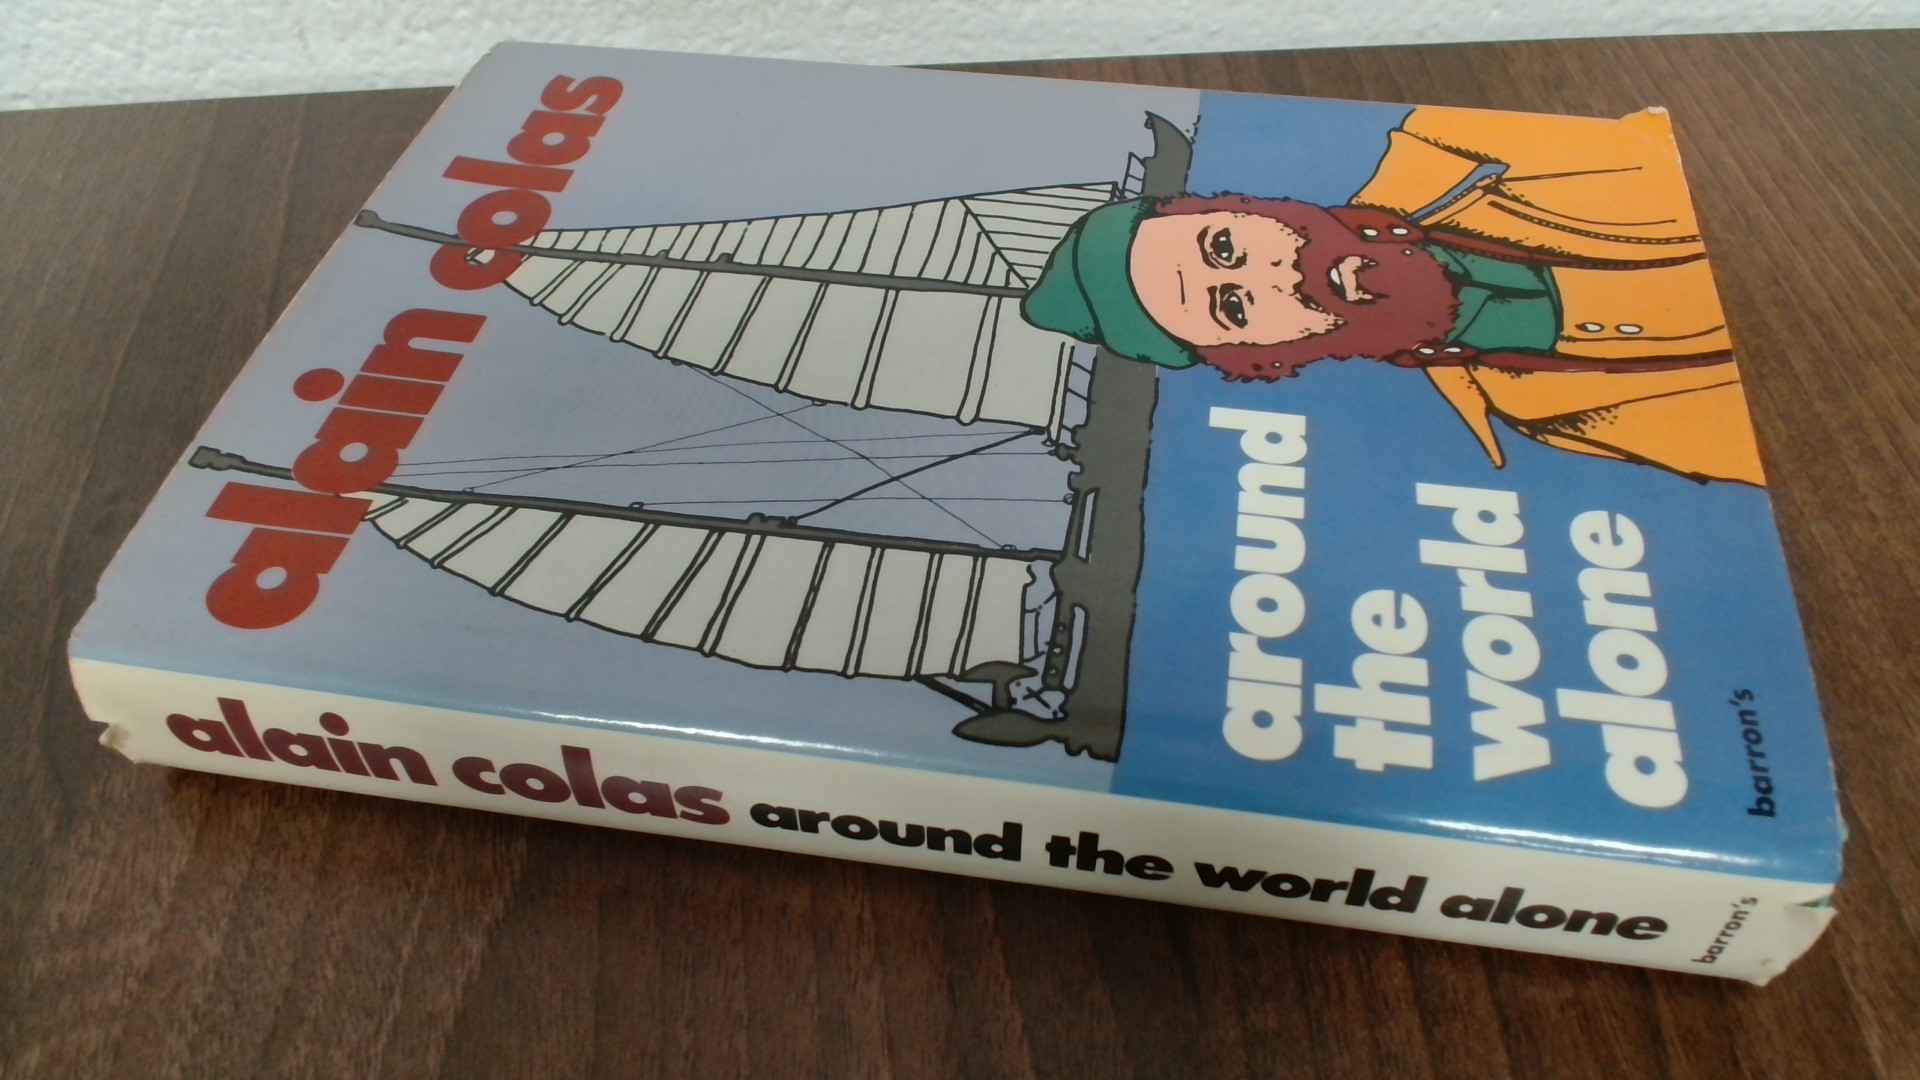 alain colas
around
the
world
alone
barron's
alain colas around the world alone barron's